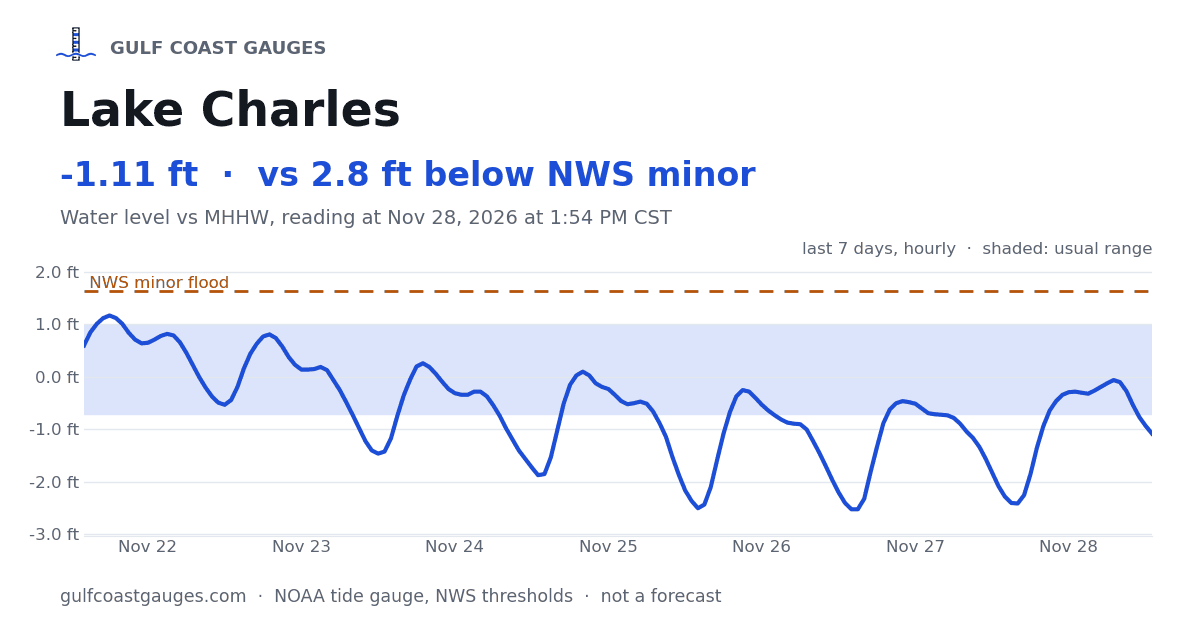 GULF COAST GAUGES
Lake Charles
-1.11 ft · vs 2.8 ft below NWS minor
Water level vs MHHW, reading at Nov 28, 2026 at 1:54 PM CST
last 7 days, hourly · shaded: usual range
2.0 ft
NWS minor flood
1.0 ft
0.0 ft
-1.0 ft
-2.0 ft
-3.0 ft
Nov 22 Nov 23 Nov 24 Nov 25 Nov 26 Nov 27 Nov 28
gulfcoastgauges.com · NOAA tide gauge, NWS thresholds · not a forecast